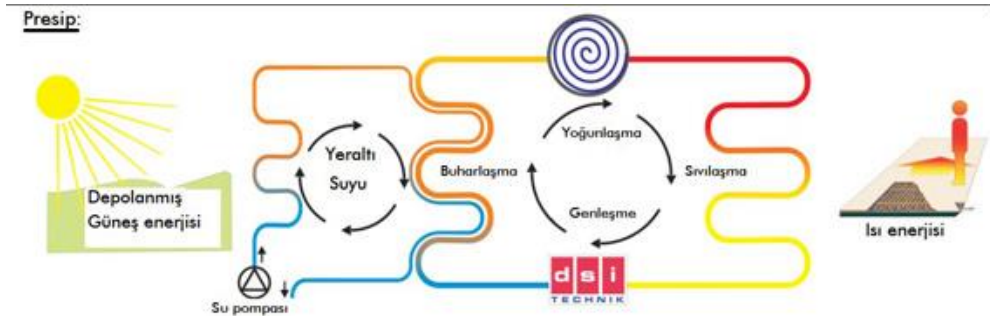 Presip:
Depolanmış
Güneş enerjisi
Su pompası
Yeraltı
Suyu
Buharlaşma
Yoğunlaşma
Sıvılaşma
Genleşme
dsi
TECHNIK
Isı enerjisi